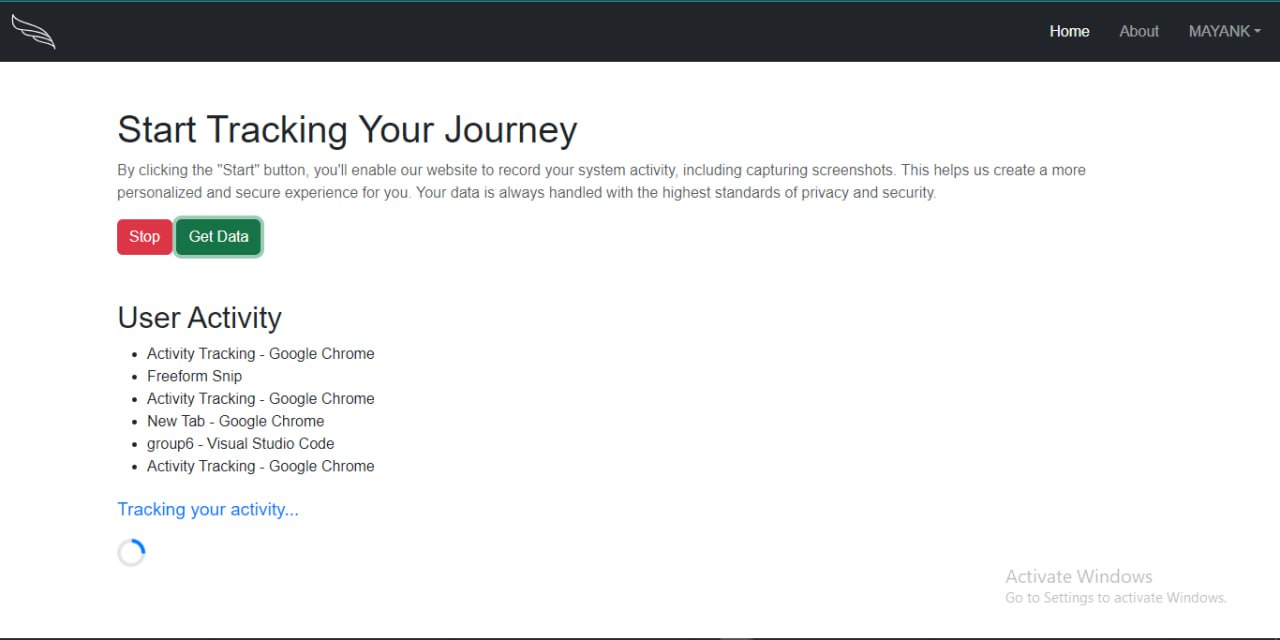 Home About MAYANK
Start Tracking Your Journey
By clicking the "Start" button, you'll enable our website to record your system activity, including capturing screenshots. This helps us create a more
personalized and secure experience for you. Your data is always handled with the highest standards of privacy and security.
Stop Get Data
User Activity
Activity Tracking - Google Chrome
Freeform Snip
Activity Tracking - Google Chrome
New Tab - Google Chrome
group6 - Visual Studio Code
Activity Tracking - Google Chrome
Tracking your activity...
Activate Windows
Go to Settings to activate Windows.